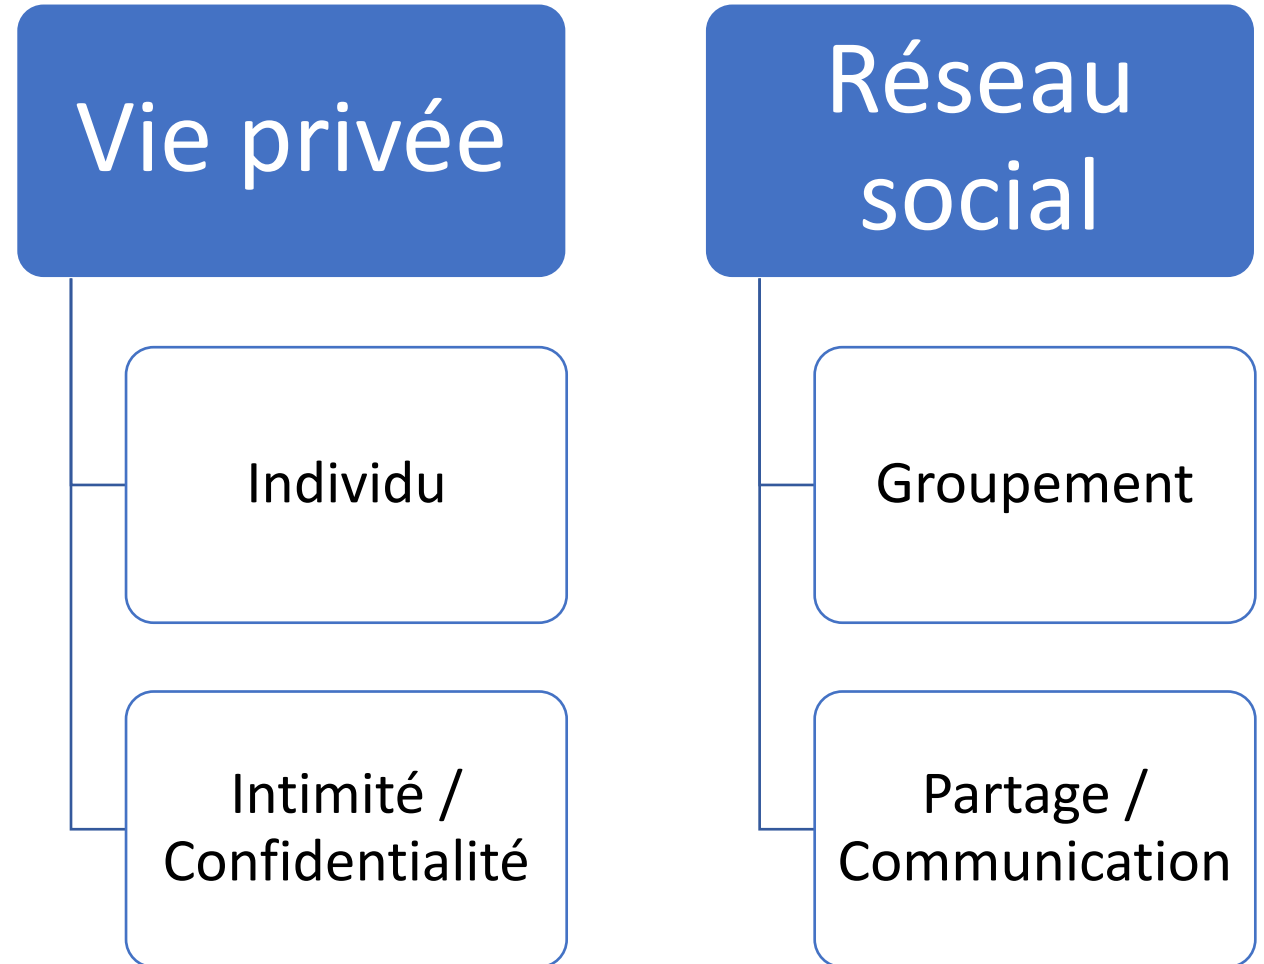 Vie privée
Individu
Intimité /
Confidentialité
Réseau
social
Groupement
Partage /
Communication